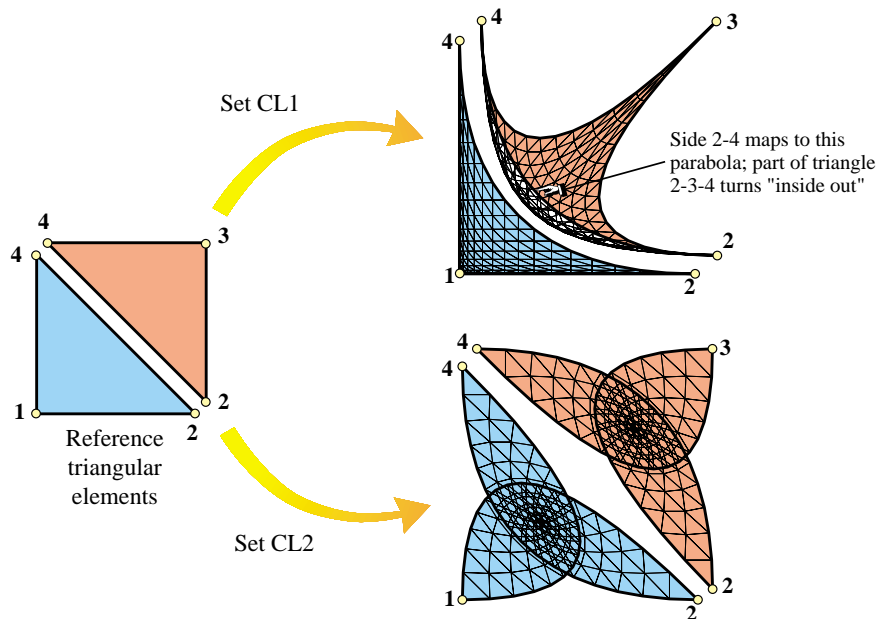 4
3
4
Set CL1
Side 2-4 maps to this
parabola; part of triangle
2-3-4 turns "inside out"
4
3
4
2
1
2
1
2
2
Reference
triangular
elements
4
3
4
Set CL2
2
1
2